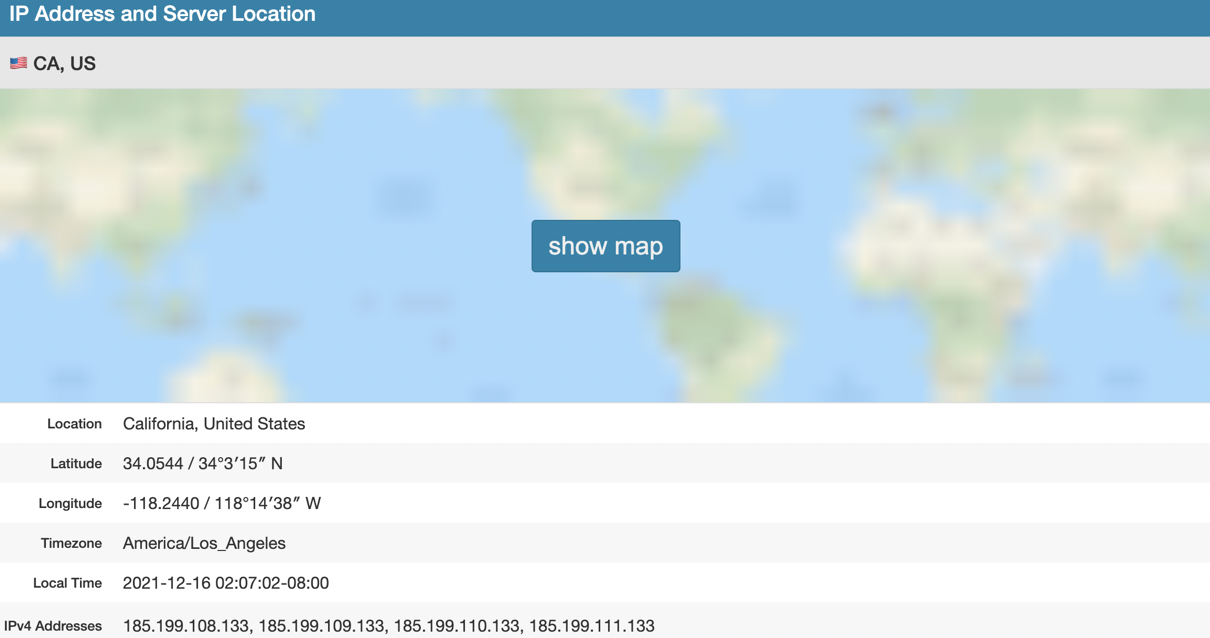 IP Address and Server Location
CA, US
show map
Location California, United States
Latitude 34.0544 / 34°3′15″ N
Longitude -118.2440 / 118°14′38″ W
Timezone America/Los_Angeles
Local Time 2021-12-16 02:07:02-08:00
IPv4 Addresses 185.199.108.133, 185.199.109.133, 185.199.110.133, 185.199.111.133